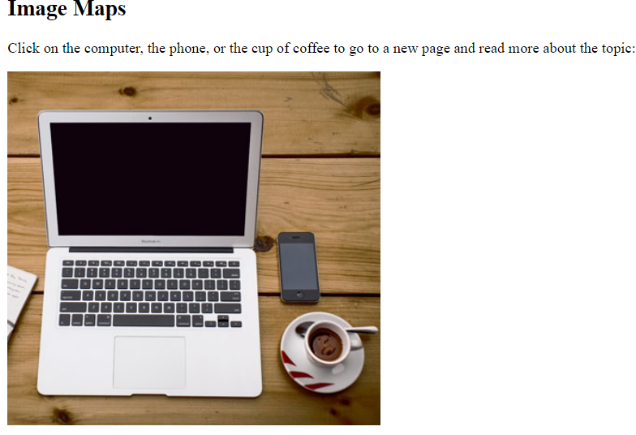 Image Maps
Click on the computer, the phone, or the cup of coffee to go to a new page and read more about the topic: